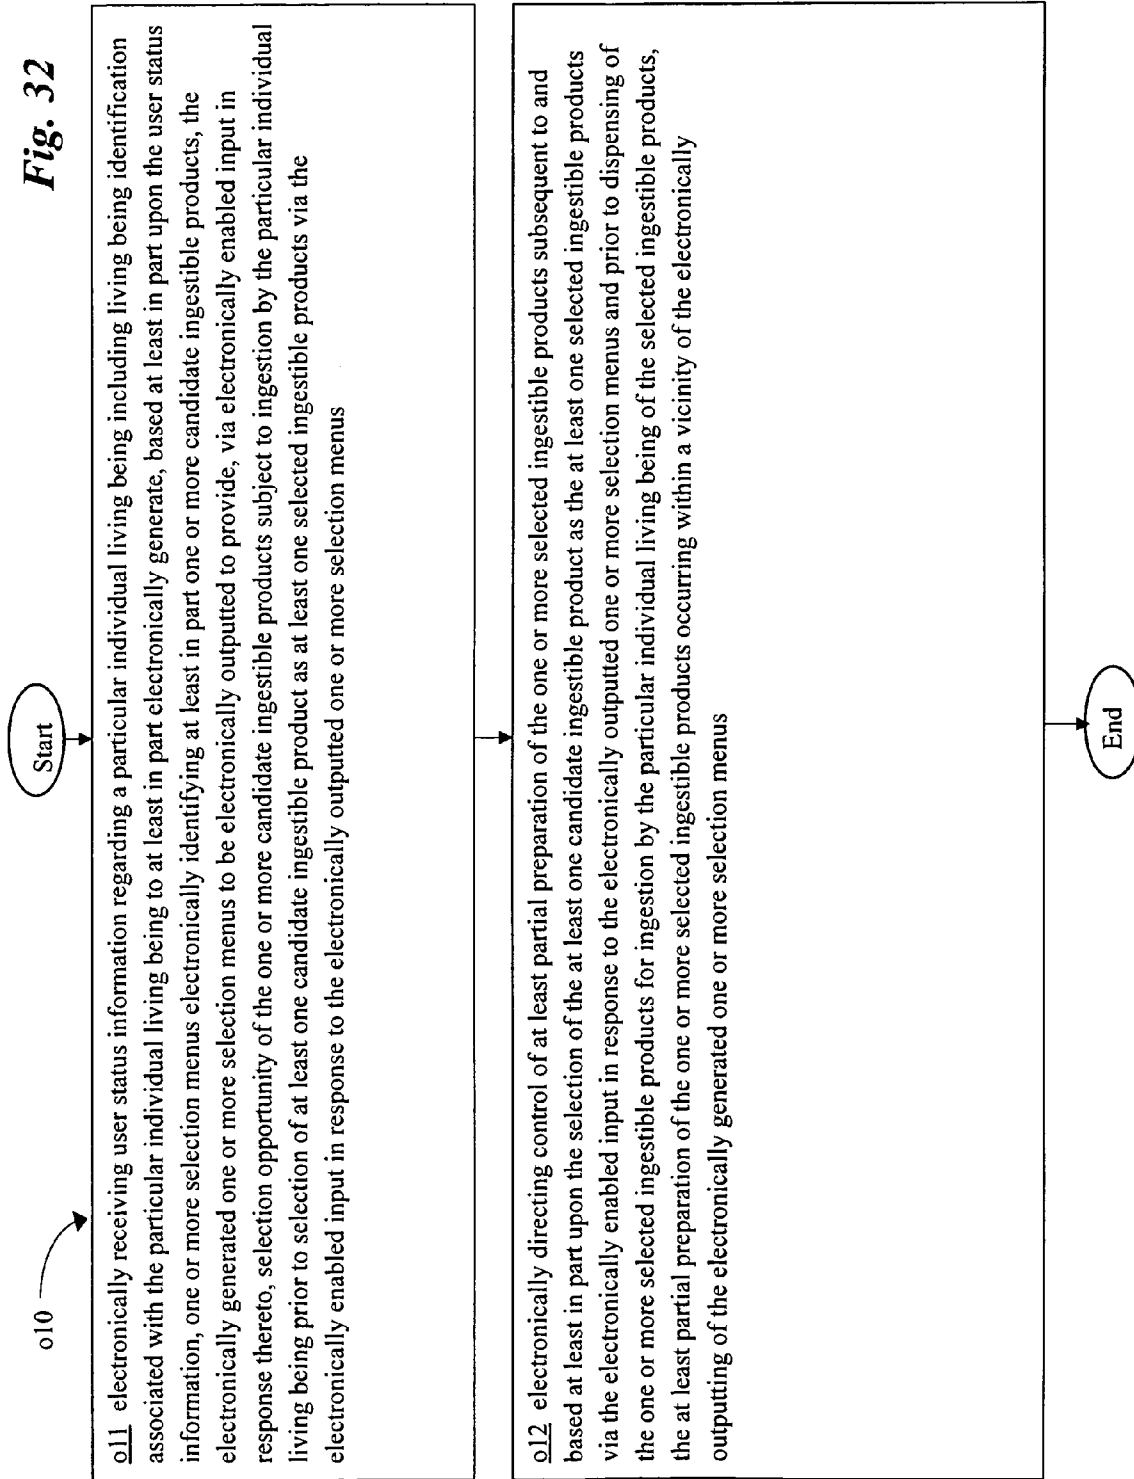 Fig. 32
Start
o10
o11 electronically receiving user status information regarding a particular individual living being including living being identification
associated with the particular individual living being to at least in part electronically generate, based at least in part upon the user status
information, one or more selection menus electronically identifying at least in part one or more candidate ingestible products, the
electronically generated one or more selection menus to be electronically outputted to provide, via electronically enabled input in
response thereto, selection opportunity of the one or more candidate ingestible products subject to ingestion by the particular individual
living being prior to selection of at least one candidate ingestible product as at least one selected ingestible products via the
electronically enabled input in response to the electronically outputted one or more selection menus
o12 electronically directing control of at least partial preparation of the one or more selected ingestible products subsequent to and
based at least in part upon the selection of the at least one candidate ingestible product as the at least one selected ingestible products
via the electronically enabled input in response to the electronically outputted one or more selection menus and prior to dispensing of
the one or more selected ingestible products for ingestion by the particular individual living being of the selected ingestible products,
the at least partial preparation of the one or more selected ingestible products occurring within a vicinity of the electronically
outputting of the electronically generated one or more selection menus
End